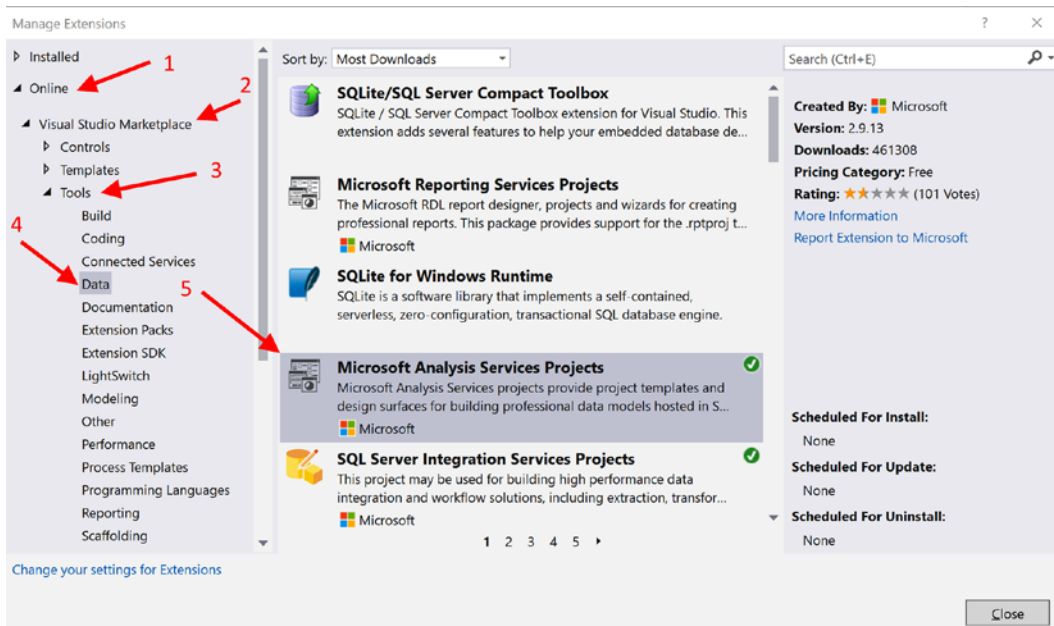 Manage Extensions
? ×
Installed
1
Online
2
Visual Studio Marketplace
Controls
Templates
3
Tools
Build
4
Coding
Connected Services
Data
5
Documentation
Extension Packs
Extension SDK
LightSwitch
Modeling
Other
Performance
Process Templates
Programming Languages
Reporting
Scaffolding
Change your settings for Extensions
Sort by: Most Downloads
SQLite/SQL Server Compact Toolbox
SQLite / SQL Server Compact Toolbox extension for Visual Studio. This
extension adds several features to help your embedded database de...
Microsoft Reporting Services Projects
The Microsoft RDL report designer, projects and wizards for creating
professional reports. This package provides support for the .rptproj t...
Microsoft
SQLite for Windows Runtime
SQLite is a software library that implements a self-contained,
serverless, zero-configuration, transactional SQL database engine.
Microsoft Analysis Services Projects
Microsoft Analysis Services projects provide project templates and
design surfaces for building professional data models hosted in S...
Microsoft
SQL Server Integration Services Projects
This project may be used for building high performance data
integration and workflow solutions, including extraction, transfor...
Microsoft
1 2 3 4 5
Search (Ctrl+E)
Created By: Microsoft
Version: 2.9.13
Downloads: 461308
Pricing Category: Free
Rating: ★★★★★ (101 Votes)
More Information
Report Extension to Microsoft
Scheduled For Install:
None
Scheduled For Update:
None
Scheduled For Uninstall:
None
Close